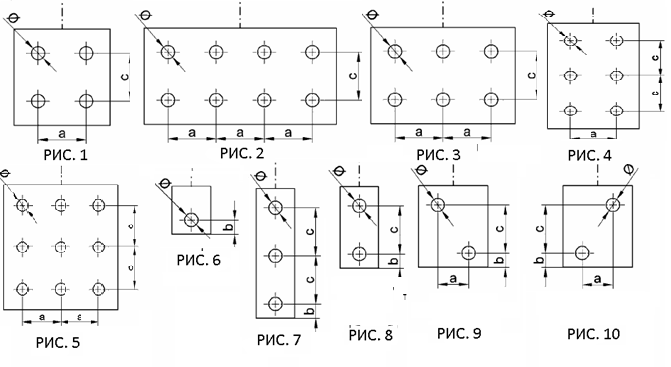 Ф Ф Ф Ф
c c c c
c
a a a a a a a
РИС. 1 РИС. 2 РИС. 3 РИС. 4
Ф Ф Ф Ф Ф Ф
b
c c c c c
РИС. 6
c c b b b
b
a a a a
РИС. 5 РИС. 7 РИС. 8 РИС. 9 РИС. 10